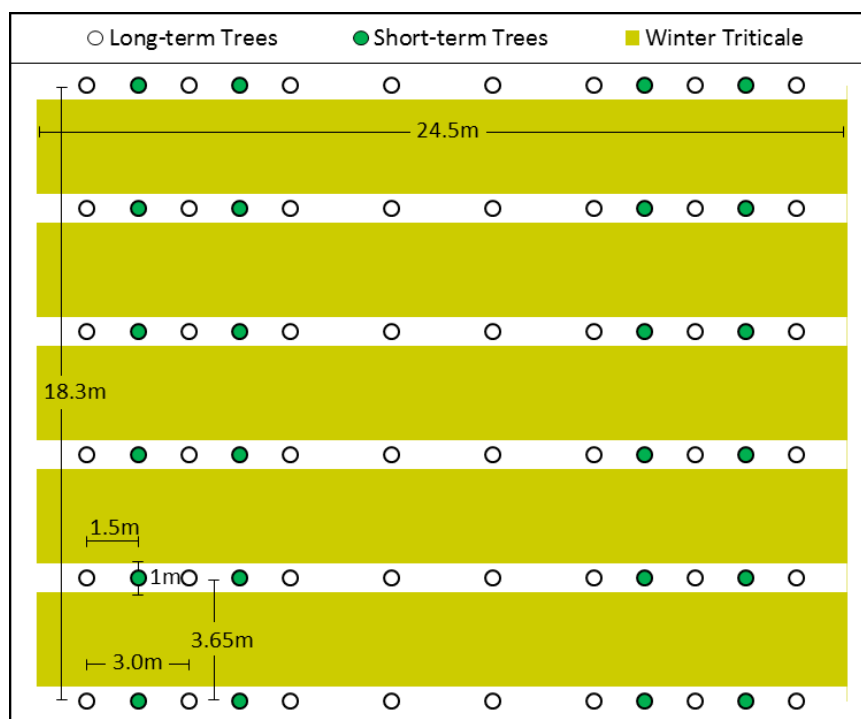 Long-term Trees Short-term Trees Winter Triticale
24.5m
18.3m
1.5m
1m
3.65m
3.0m